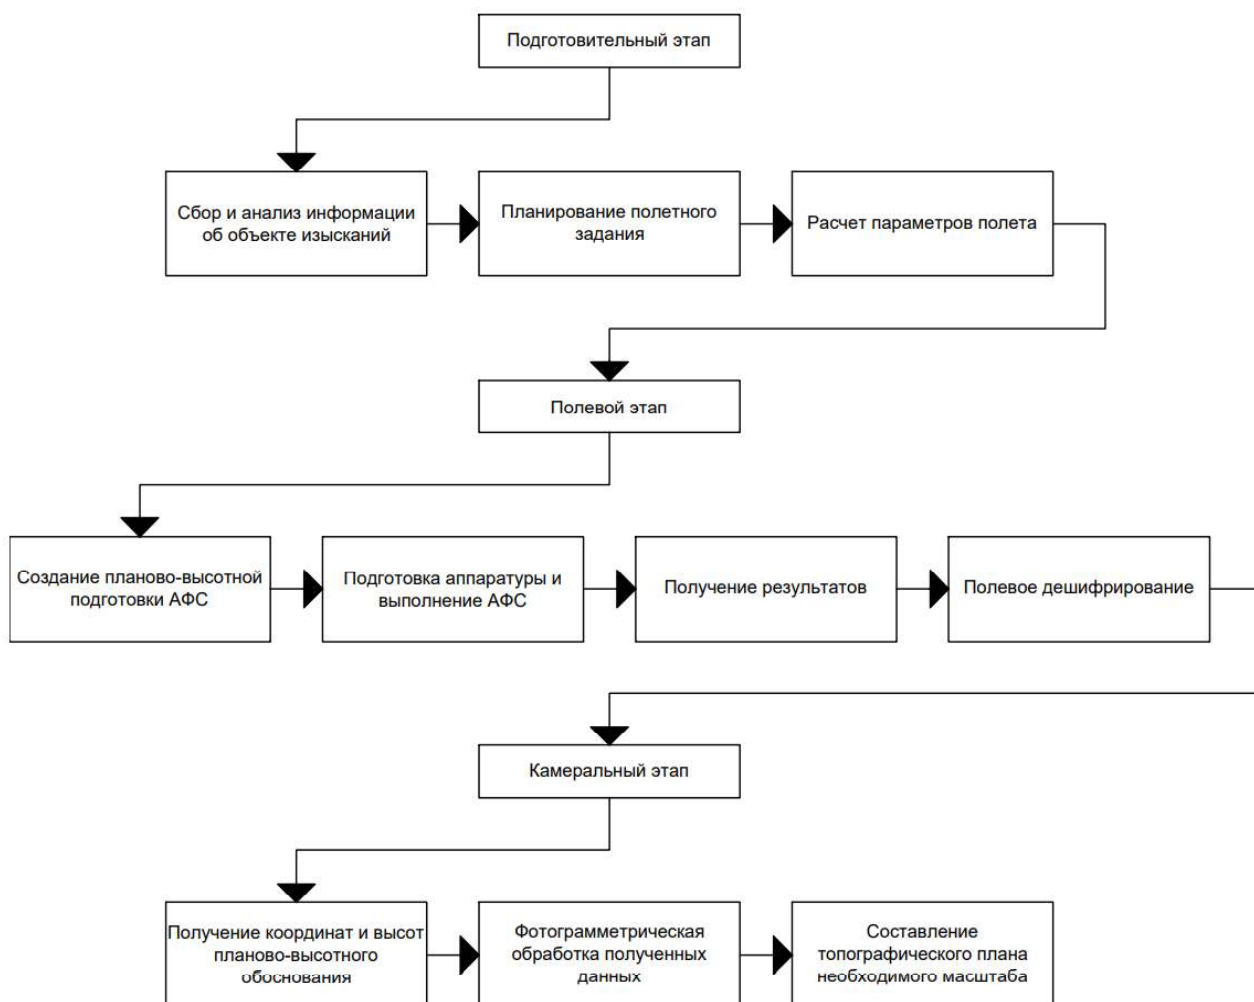 Подготовительный этап
Сбор и анализ информации
об объекте изысканий
Планирование полетного
задания
Расчет параметров полета
Полевой этап
Создание планово-высотной
подготовки АФС
Подготовка аппаратуры и
выполнение АФС
Получение результатов
Полевое дешифрирование
Камеральный этап
Получение координат и высот
планово-высотного
обоснования
Фотограмметрическая
обработка полученных
данных
Составление
топографического плана
необходимого масштаба